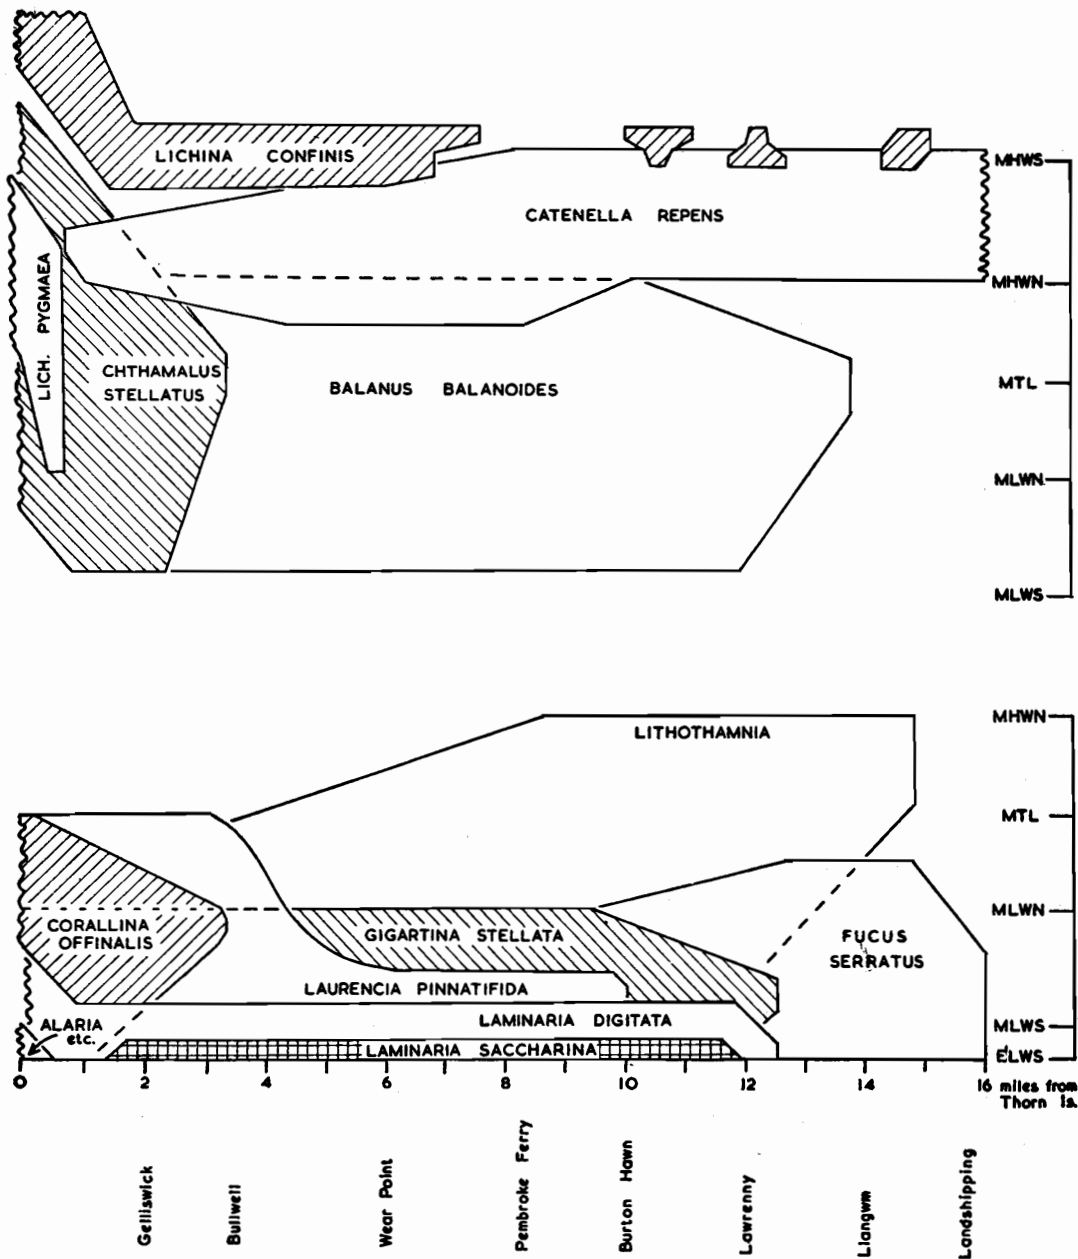 LICHINA CONFINIS
MHWS
CATENELLA REPENS
MHWN
LICH. PYGMAEA
CHTHAMALUS
STELLATUS
BALANUS BALANOIDES
MTL
MLWN
MLWS
MHWN
LITHOTHAMNIA
MTL
MLWN
CORALLINA
OFFINALIS
GIGARTINA STELLATA
FUCUS
SERRATUS
LAURENCIA PINNATIFIDA
ALARIA
etc.
LAMINARIA DIGITATA
MLWS
LAMINARIA SACCHARINA
ELWS
0 2 4 6 8 10 12 14 16 miles from
Thorn Is.
Gelliswick
Bullwell
Wear Point
Pembroke Ferry
Burton Hawn
Lawrenny
Llangwm
Landshipping